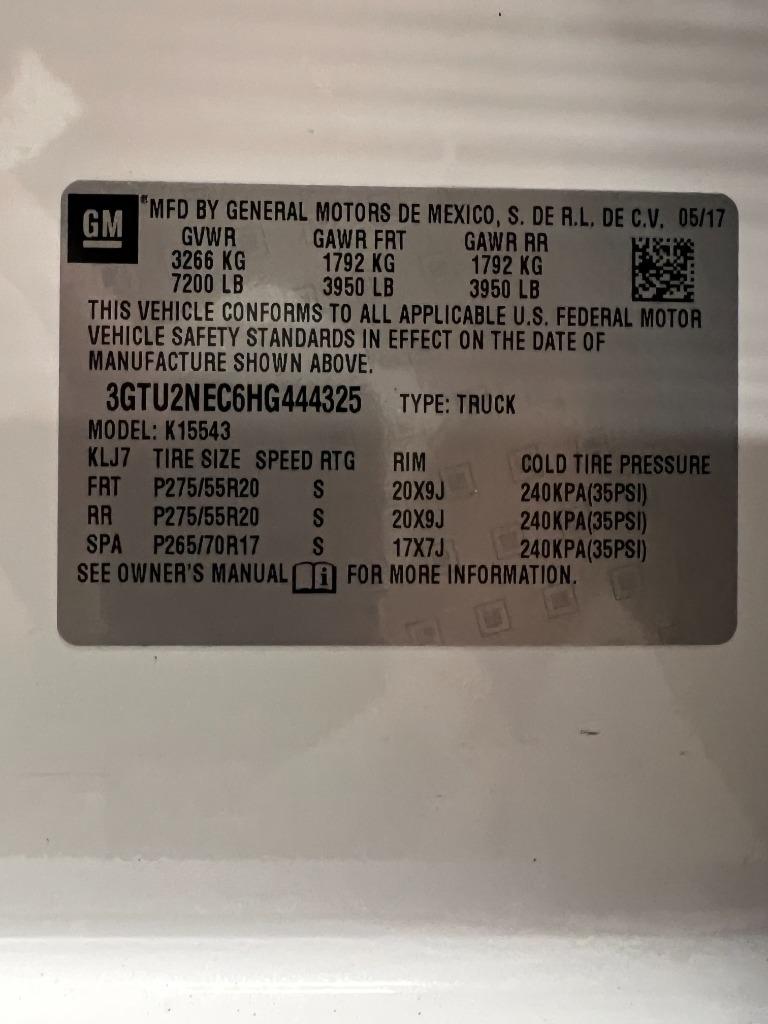 GM MFD BY GENERAL MOTORS DE MEXICO, S. DE R.L. DE C.V. 05/17
GVWR GAWR FRT GAWR RR
3266 KG 1792 KG 1792 KG
7200 LB 3950 LB 3950 LB
THIS VEHICLE CONFORMS TO ALL APPLICABLE U.S. FEDERAL MOTOR
VEHICLE SAFETY STANDARDS IN EFFECT ON THE DATE OF
MANUFACTURE SHOWN ABOVE.
3GTU2NEC6HG444325 TYPE: TRUCK
MODEL: K15543
KLJ7 TIRE SIZE SPEED RTG RIM COLD TIRE PRESSURE
FRT P275/55R20 S 20X9J 240KPA(35PSI)
RR P275/55R20 S 20X9J 240KPA(35PSI)
SPA P265/70R17 S 17X7J 240KPA(35PSI)
SEE OWNER'S MANUAL i FOR MORE INFORMATION.